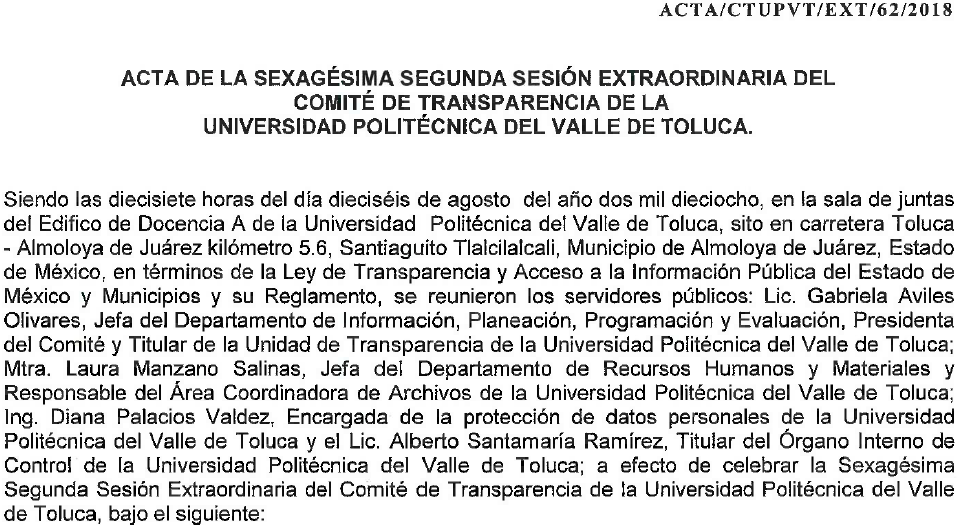 ACTA/CTUPVT/EXT/62/2018
ACTA DE LA SEXAGÉSIMA SEGUNDA SESIÓN EXTRAORDINARIA DEL
COMITÉ DE TRANSPARENCIA DE LA
UNIVERSIDAD POLITÉCNICA DEL VALLE DE TOLUCA.
Siendo las diecisiete horas del día dieciséis de agosto del año dos mil dieciocho, en la sala de juntas
del Edifico de Docencia A de la Universidad Politécnica del Valle de Toluca, sito en carretera Toluca
- Almoloya de Juárez kilómetro 5.6, Santiaguito Tlalcilalcali, Municipio de Almoloya de Juárez, Estado
de México, en términos de la Ley de Transparencia y Acceso a la Información Pública del Estado de
México y Municipios y su Reglamento, se reunieron los servidores públicos: Lic. Gabriela Aviles
Olivares, Jefa del Departamento de Información, Planeación, Programación y Evaluación, Presidenta
del Comité y Titular de la Unidad de Transparencia de la Universidad Politécnica del Valle de Toluca;
Mtra. Laura Manzano Salinas, Jefa del Departamento de Recursos Humanos y Materiales y
Responsable del Área Coordinadora de Archivos de la Universidad Politécnica del Valle de Toluca;
Ing. Diana Palacios Valdez, Encargada de la protección de datos personales de la Universidad
Politécnica del Valle de Toluca y el Lic. Alberto Santamaría Ramírez, Titular del Órgano Interno de
Control de la Universidad Politécnica del Valle de Toluca; a efecto de celebrar la Sexagésima
Segunda Sesión Extraordinaria del Comité de Transparencia de la Universidad Politécnica del Valle
de Toluca, bajo el siguiente: